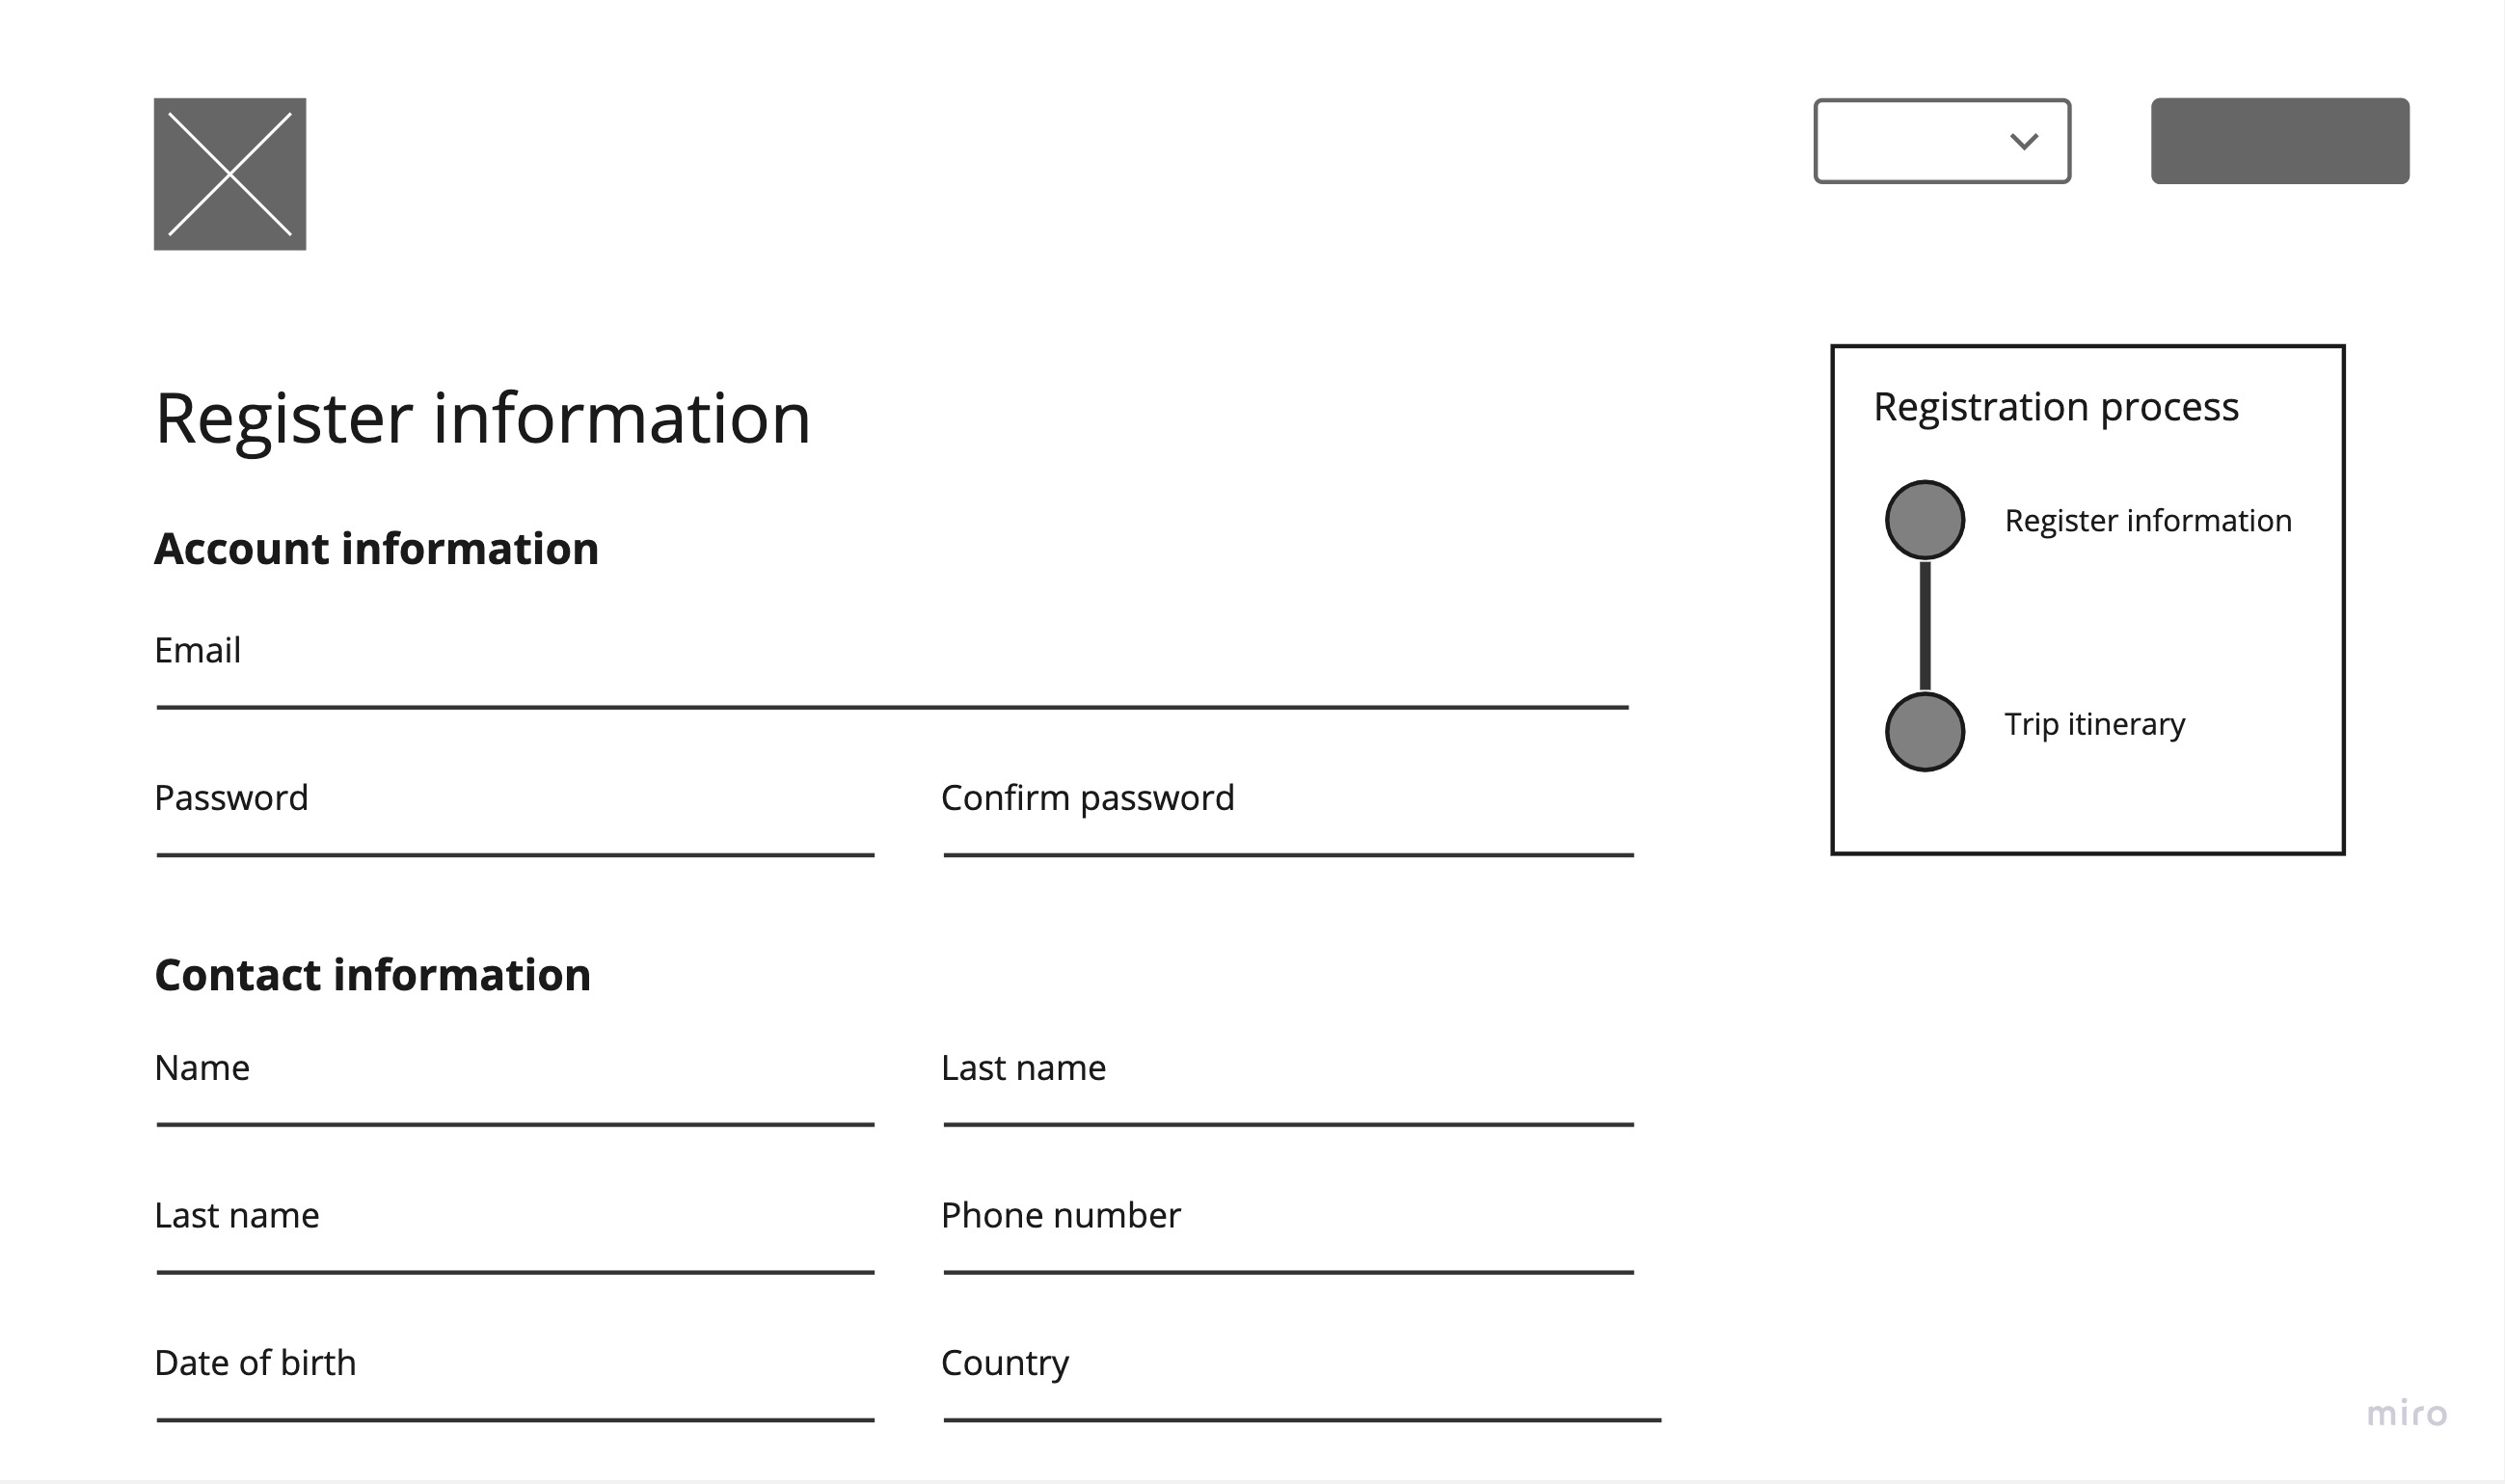 Register information
Account information
Email
Password
Confirm password
Contact information
Name
Last name
Last name
Phone number
Date of birth
Country
Registration process
Register information
Trip itinerary
miro